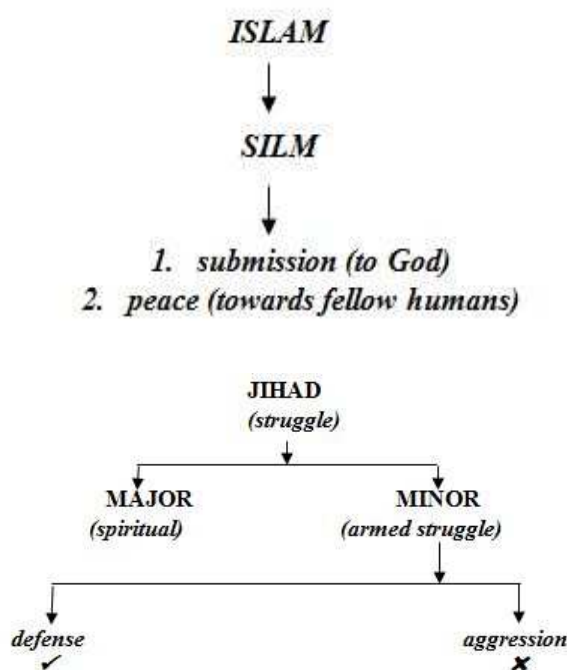 ISLAM
SILM
1. submission (to God)
2. peace (towards fellow humans)
JIHAD
(struggle)
MAJOR MINOR
(spiritual) (armed struggle)
defense aggression
✓ ✗